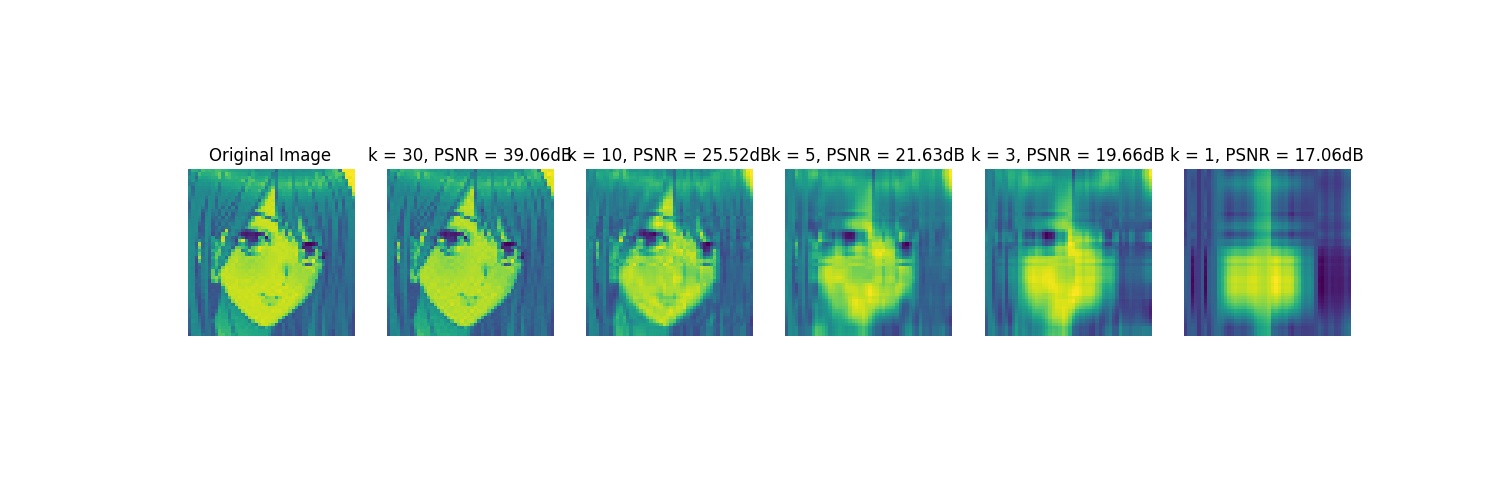 Original Image
k = 30, PSNR = 39.06dB
k = 10, PSNR = 25.52dB
k = 5, PSNR = 21.63dB
k = 3, PSNR = 19.66dB
k = 1, PSNR = 17.06dB